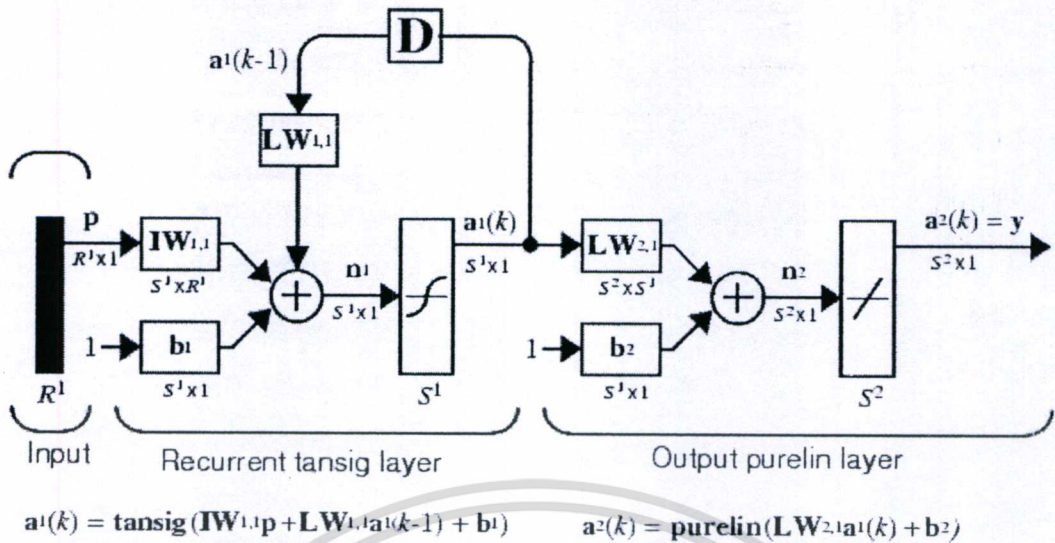 D
a¹(k-1)
LW1,1
p
R¹x1
IW1,1
S¹xR¹
1
b1
S¹x1
n1
S¹x1
a¹(k)
S¹x1
LW2,1
S²xS¹
1
b2
S¹x1
n2
S²x1
a²(k) = y
S²x1
R¹
S¹
S²
Input
Recurrent tansig layer
Output purelin layer
a¹(k) = tansig(IW1,1p+LW1,1a¹(k-1) + b¹)
a²(k) = purelin(LW2,1a¹(k) + b²)